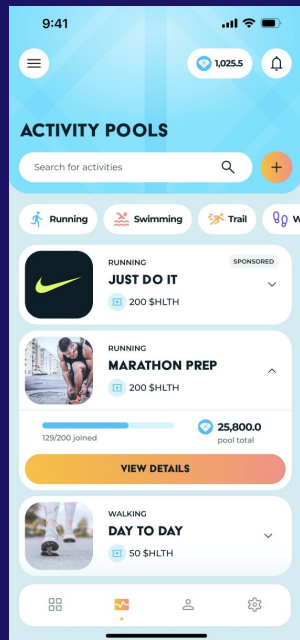 9:41
1,025.5
ACTIVITY POOLS
Search for activities
Running
Swimming
Trail
W
RUNNING
SPONSORED
JUST DO IT
200 $HLTH
RUNNING
MARATHON PREP
200 $HLTH
129/200 joined
25,800.0
pool total
VIEW DETAILS
WALKING
DAY TO DAY
50 $HLTH